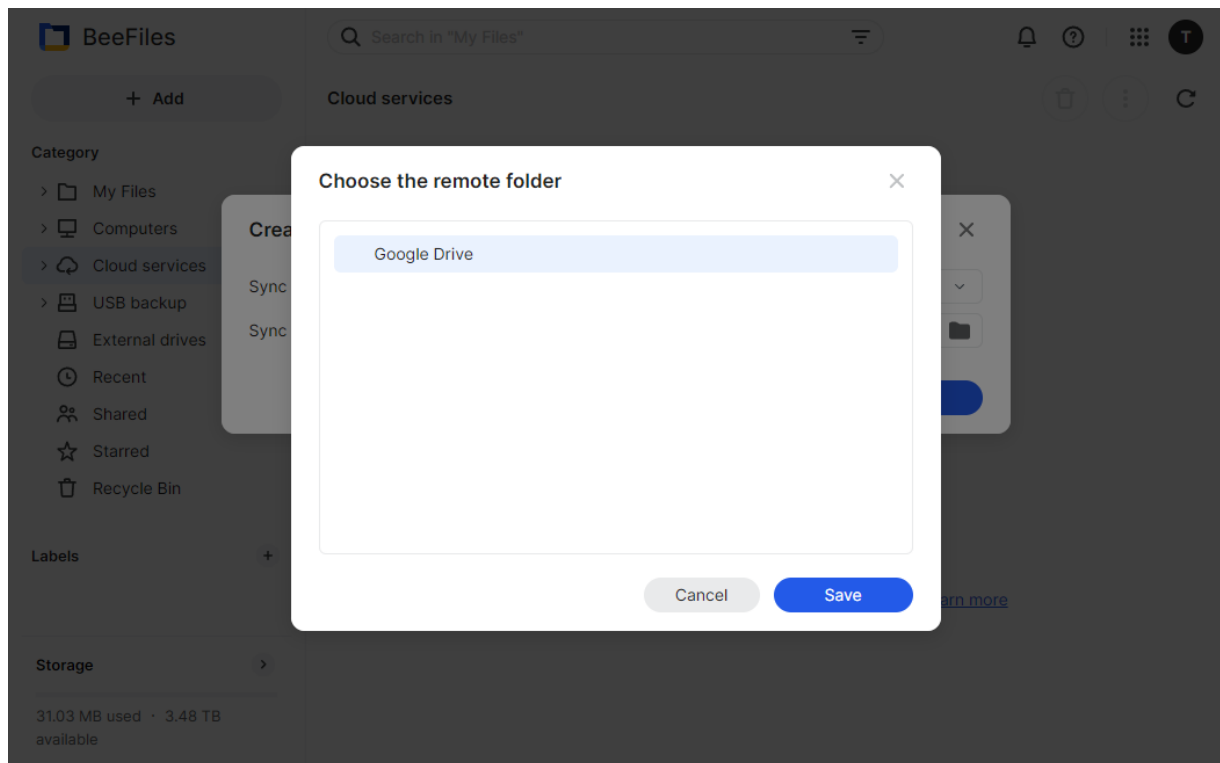 BeeFiles
Search in "My Files"
T
+ Add
Cloud services
Category
My Files
Computers
Cloud services
USB backup
External drives
Recent
Shared
Starred
Recycle Bin
Labels
+
Storage
31.03 MB used · 3.48 TB
available
Crea
Sync
Sync
Choose the remote folder
Google Drive
Cancel
Save
arn more